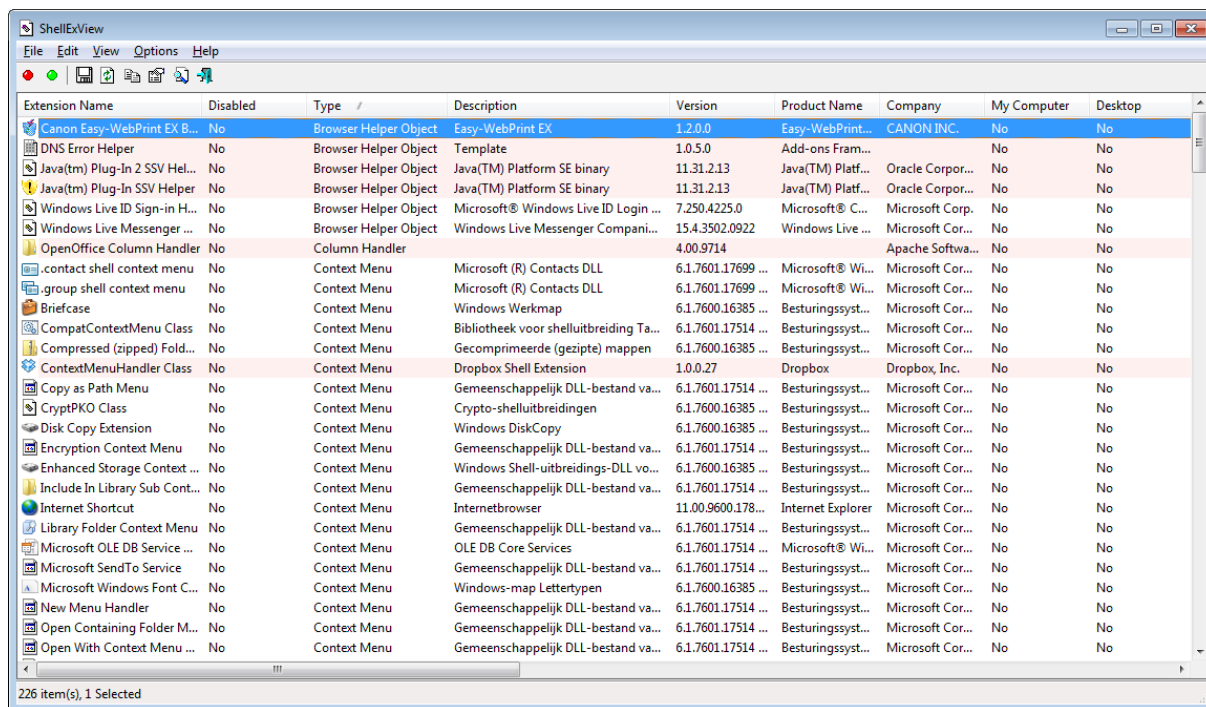 ShellExView
File Edit View Options Help
Extension Name Disabled Type / Description Version Product Name Company My Computer Desktop
Canon Easy-WebPrint EX B... No Browser Helper Object Easy-WebPrint EX 1.2.0.0 Easy-WebPrint... CANON INC. No No
DNS Error Helper No Browser Helper Object Template 1.0.5.0 Add-ons Fram... No No
Java(tm) Plug-In 2 SSV Hel... No Browser Helper Object Java(TM) Platform SE binary 11.31.2.13 Java(TM) Platf... Oracle Corpor... No No
Java(tm) Plug-In SSV Helper No Browser Helper Object Java(TM) Platform SE binary 11.31.2.13 Java(TM) Platf... Oracle Corpor... No No
Windows Live ID Sign-in H... No Browser Helper Object Microsoft® Windows Live ID Login ... 7.250.4225.0 Microsoft® C... Microsoft Corp. No No
Windows Live Messenger ... No Browser Helper Object Windows Live Messenger Compani... 15.4.3502.0922 Windows Live ... Microsoft Cor... No No
OpenOffice Column Handler No Column Handler 4.00.9714 Apache Softwa... No No
.contact shell context menu No Context Menu Microsoft (R) Contacts DLL 6.1.7601.17699 ... Microsoft® Wi... Microsoft Cor... No No
.group shell context menu No Context Menu Microsoft (R) Contacts DLL 6.1.7601.17699 ... Microsoft® Wi... Microsoft Cor... No No
Briefcase No Context Menu Windows Werkmap 6.1.7600.16385 ... Besturingssyst... Microsoft Cor... No No
CompatContextMenu Class No Context Menu Bibliotheek voor shelluitbreiding Ta... 6.1.7601.17514 ... Besturingssyst... Microsoft Cor... No No
Compressed (zipped) Fold... No Context Menu Gecomprimeerde (gezipte) mappen 6.1.7600.16385 ... Besturingssyst... Microsoft Cor... No No
ContextMenuHandler Class No Context Menu Dropbox Shell Extension 1.0.0.27 Dropbox Dropbox, Inc. No No
Copy as Path Menu No Context Menu Gemeenschappelijk DLL-bestand va... 6.1.7601.17514 ... Besturingssyst... Microsoft Cor... No No
CryptPKO Class No Context Menu Crypto-shelluitbreidingen 6.1.7600.16385 ... Besturingssyst... Microsoft Cor... No No
Disk Copy Extension No Context Menu Windows DiskCopy 6.1.7600.16385 ... Besturingssyst... Microsoft Cor... No No
Encryption Context Menu No Context Menu Gemeenschappelijk DLL-bestand va... 6.1.7601.17514 ... Besturingssyst... Microsoft Cor... No No
Enhanced Storage Context ... No Context Menu Windows Shell-uitbreidings-DLL vo... 6.1.7600.16385 ... Besturingssyst... Microsoft Cor... No No
Include In Library Sub Cont... No Context Menu Gemeenschappelijk DLL-bestand va... 6.1.7601.17514 ... Besturingssyst... Microsoft Cor... No No
Internet Shortcut No Context Menu Internetbrowser 11.00.9600.178... Internet Explorer Microsoft Cor... No No
Library Folder Context Menu No Context Menu Gemeenschappelijk DLL-bestand va... 6.1.7601.17514 ... Besturingssyst... Microsoft Cor... No No
Microsoft OLE DB Service ... No Context Menu OLE DB Core Services 6.1.7601.17514 ... Microsoft® Wi... Microsoft Cor... No No
Microsoft SendTo Service No Context Menu Gemeenschappelijk DLL-bestand va... 6.1.7601.17514 ... Besturingssyst... Microsoft Cor... No No
Microsoft Windows Font C... No Context Menu Windows-map Lettertypen 6.1.7600.16385 ... Besturingssyst... Microsoft Cor... No No
New Menu Handler No Context Menu Gemeenschappelijk DLL-bestand va... 6.1.7601.17514 ... Besturingssyst... Microsoft Cor... No No
Open Containing Folder M... No Context Menu Gemeenschappelijk DLL-bestand va... 6.1.7601.17514 ... Besturingssyst... Microsoft Cor... No No
Open With Context Menu ... No Context Menu Gemeenschappelijk DLL-bestand va... 6.1.7601.17514 ... Besturingssyst... Microsoft Cor... No No
226 item(s), 1 Selected